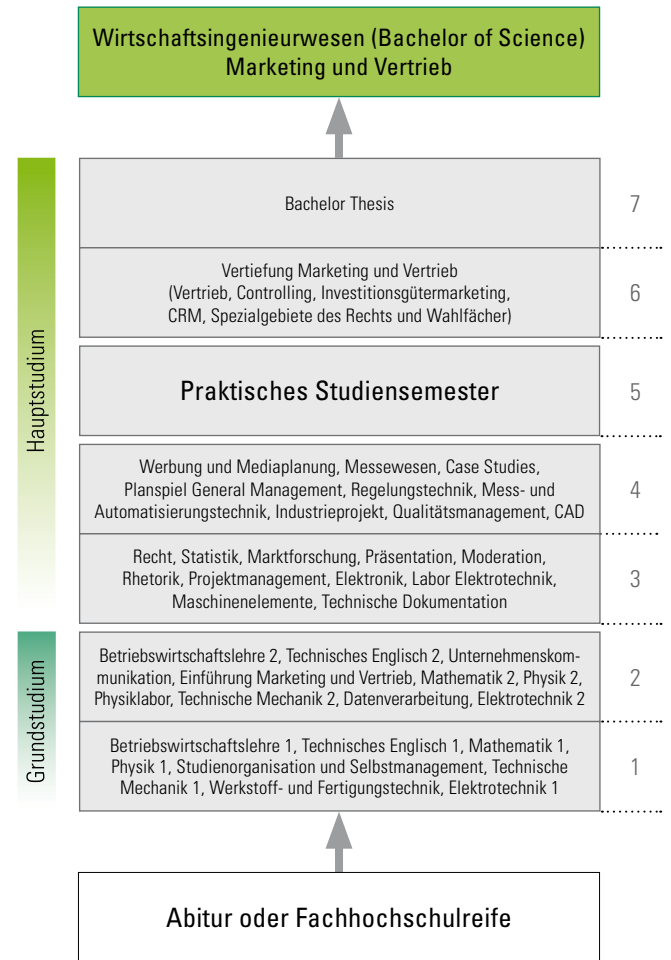 Wirtschaftsingenieurwesen (Bachelor of Science)
Marketing und Vertrieb
Bachelor Thesis
7
Vertiefung Marketing und Vertrieb
(Vertrieb, Controlling, Investitionsgütermarketing,
CRM, Spezialgebiete des Rechts und Wahlfächer)
6
Hauptstudium
Praktisches Studiensemester
5
Werbung und Mediaplanung, Messewesen, Case Studies,
Planspiel General Management, Regelungstechnik, Mess- und
Automatisierungstechnik, Industrieprojekt, Qualitätsmanagement, CAD
4
Recht, Statistik, Marktforschung, Präsentation, Moderation,
Rhetorik, Projektmanagement, Elektronik, Labor Elektrotechnik,
Maschinenelemente, Technische Dokumentation
3
Grundstudium
Betriebswirtschaftslehre 2, Technisches Englisch 2, Unternehmenskom-
munikation, Einführung Marketing und Vertrieb, Mathematik 2, Physik 2,
Physiklabor, Technische Mechanik 2, Datenverarbeitung, Elektrotechnik 2
2
Betriebswirtschaftslehre 1, Technisches Englisch 1, Mathematik 1,
Physik 1, Studienorganisation und Selbstmanagement, Technische
Mechanik 1, Werkstoff- und Fertigungstechnik, Elektrotechnik 1
1
Abitur oder Fachhochschulreife